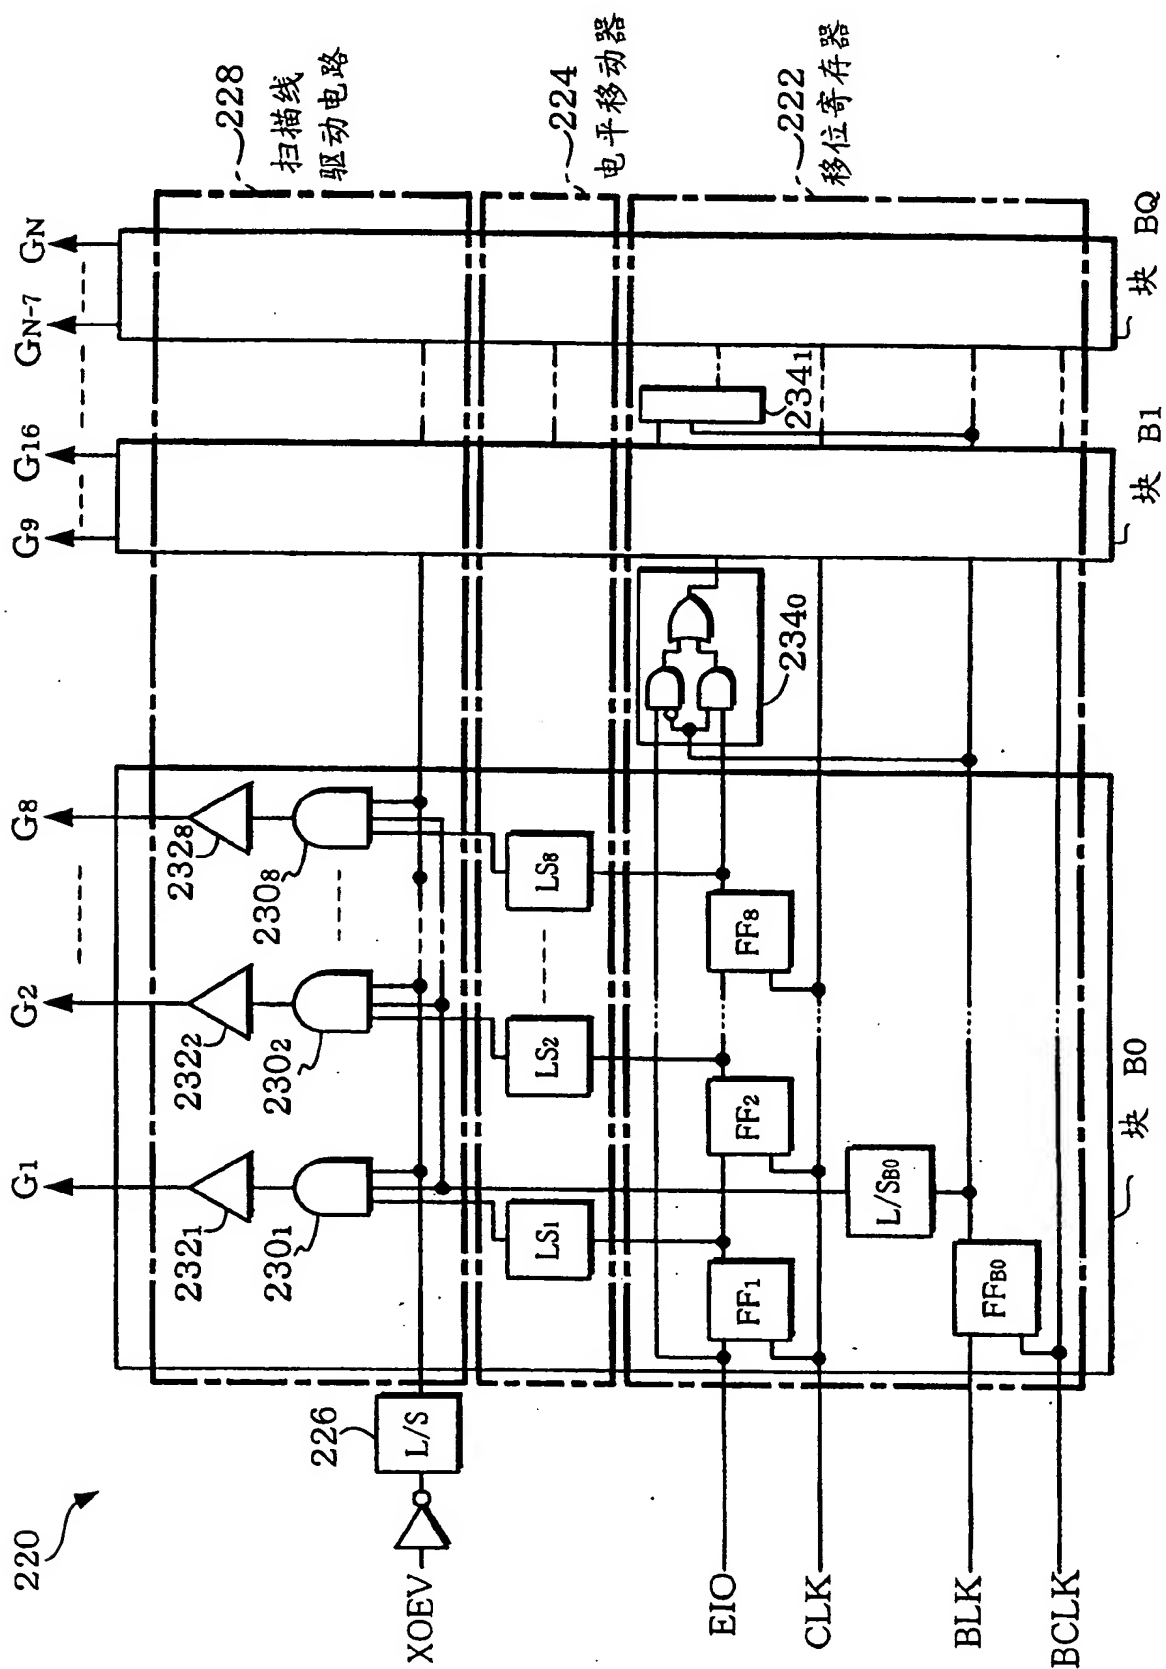 220
228
扫描线
驱动电路
224
电平移动器
222
移位寄存器
G1
G2
G8
G9
G16
GN-7
GN
2321
2322
2328
2301
2302
2308
226
L/S
XOEV
LS1
LS2
LS8
FF1
FF2
FF8
2340
2341
L/SB0
FFB0
EIO
CLK
BLK
BCLK
块 B0
块 B1
块 BQ